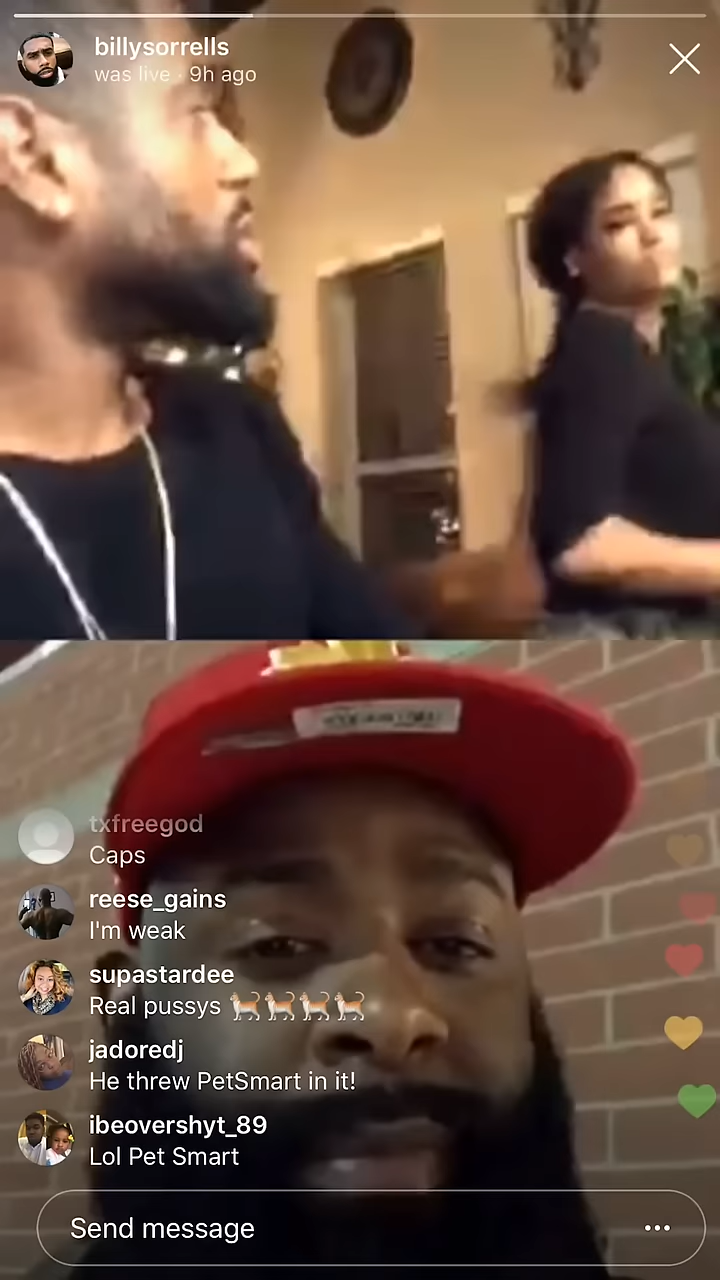 billysorrells
was live · 9h ago
txfreegod
Caps
reese_gains
I'm weak
supastardee
Real pussys 🐈🐈🐈🐈
jadoredj
He threw PetSmart in it!
ibeovershyt_89
Lol Pet Smart
Send message